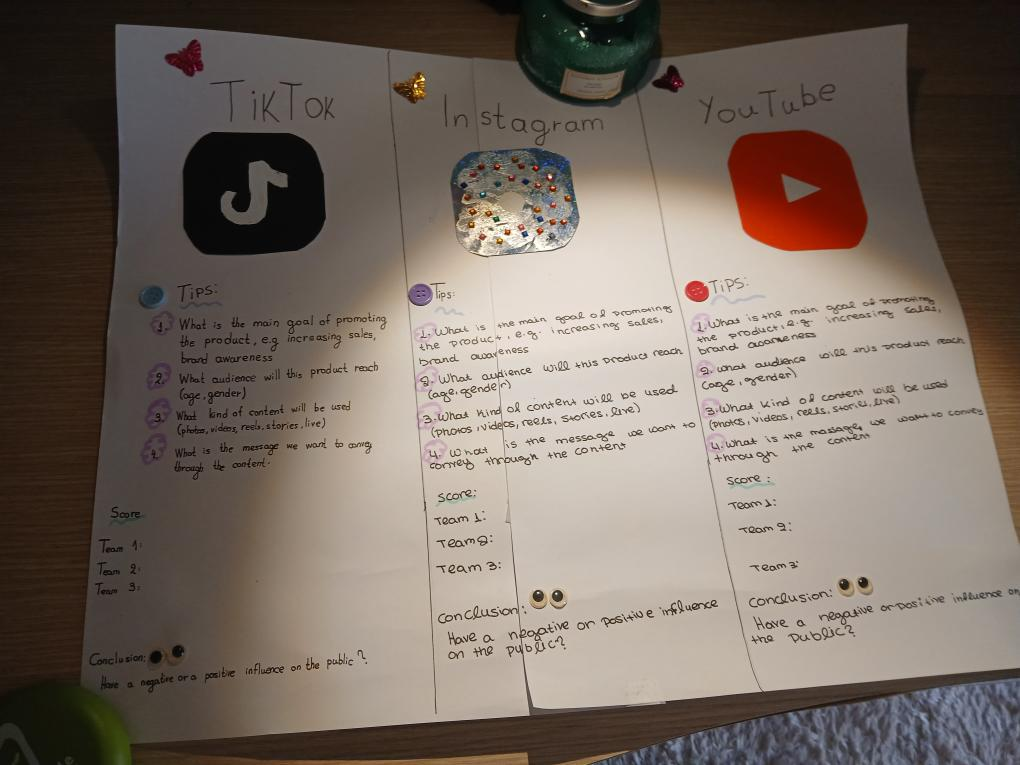 TikTok
Tips:
1. What is the main goal of promoting
the product, e.g increasing sales,
brand awareness
2. What audience will this product reach
(age, gender)
3. What kind of content will be used
(photos, videos, reels, stories, live)
4. What is the message we want to convey
through the content.
Score
Team 1:
Team 2:
Team 3:
Conclusion:
Have a negative or a positive influence on the public?
Instagram
Tips:
1. What is the main goal of promoting
the product, e.g. increasing sales,
brand awareness
2. What audience will this product reach
(age, gender)
3. What kind of content will be used
(photos, videos, reels, stories, live)
4. What is the message we want to
convey through the content
Score:
Team 1:
Team 2:
Team 3:
Conclusion:
Have a negative or positive influence
on the public?
YouTube
Tips:
1. What is the main goal of promoting
the product, e.g. increasing sales,
brand awareness
2. What audience will this product reach
(age, gender)
3. What kind of content will be used
(photos, videos, reels, stories, live)
4. What is the massage, we want to convey
through the content
Score:
Team 1:
Team 2:
Team 3:
Conclusion:
Have a negative or positive influence on
the public?